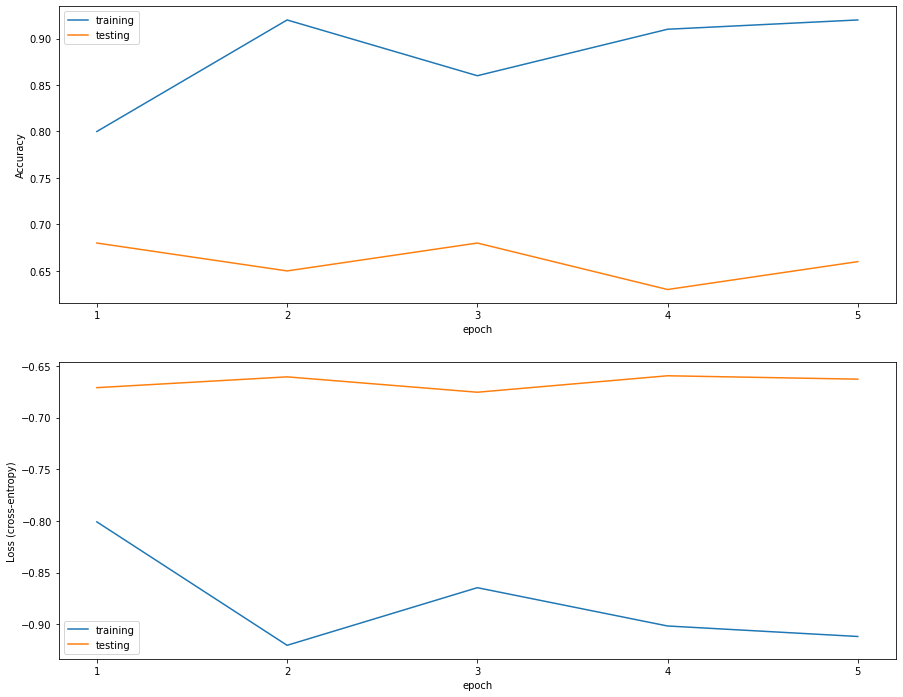 training
testing
0.90
0.85
0.80
0.75
0.70
0.65
Accuracy
1 2 3 4 5
epoch
−0.65
−0.70
−0.75
−0.80
−0.85
−0.90
Loss (cross-entropy)
training
testing
1 2 3 4 5
epoch